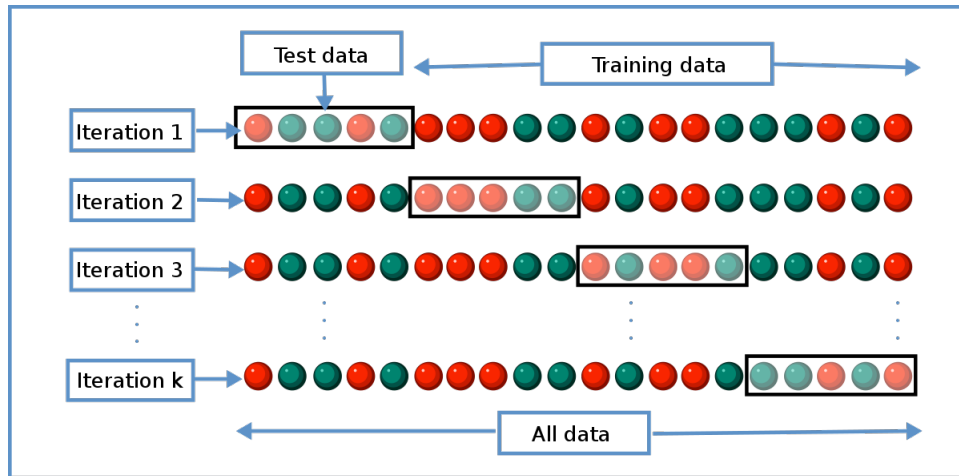 Test data
Training data
Iteration 1
Iteration 2
Iteration 3
Iteration k
All data